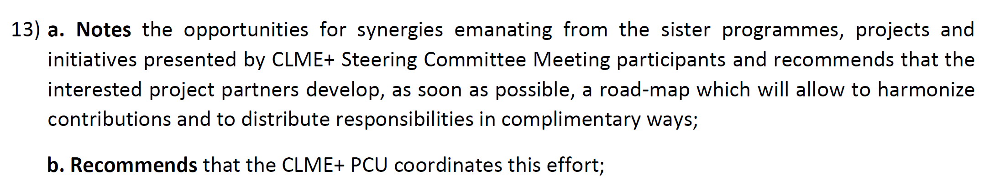 13) a. Notes the opportunities for synergies emanating from the sister programmes, projects and
initiatives presented by CLME+ Steering Committee Meeting participants and recommends that the
interested project partners develop, as soon as possible, a road-map which will allow to harmonize
contributions and to distribute responsibilities in complimentary ways;
b. Recommends that the CLME+ PCU coordinates this effort;